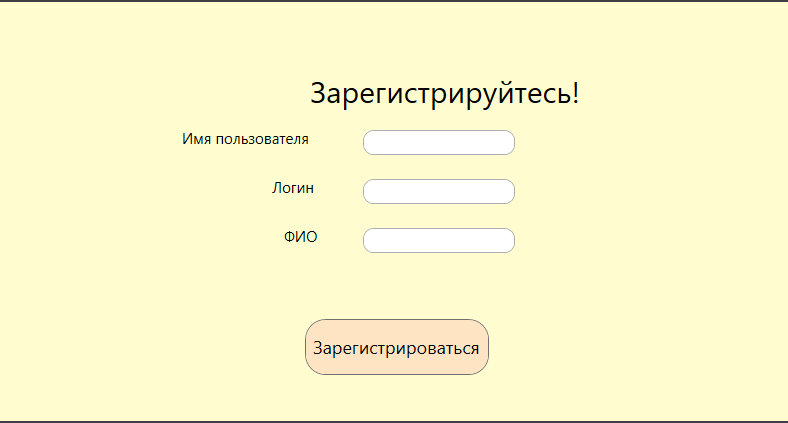 Зарегистрируйтесь!
Имя пользователя
Логин
ФИО
Зарегистрироваться